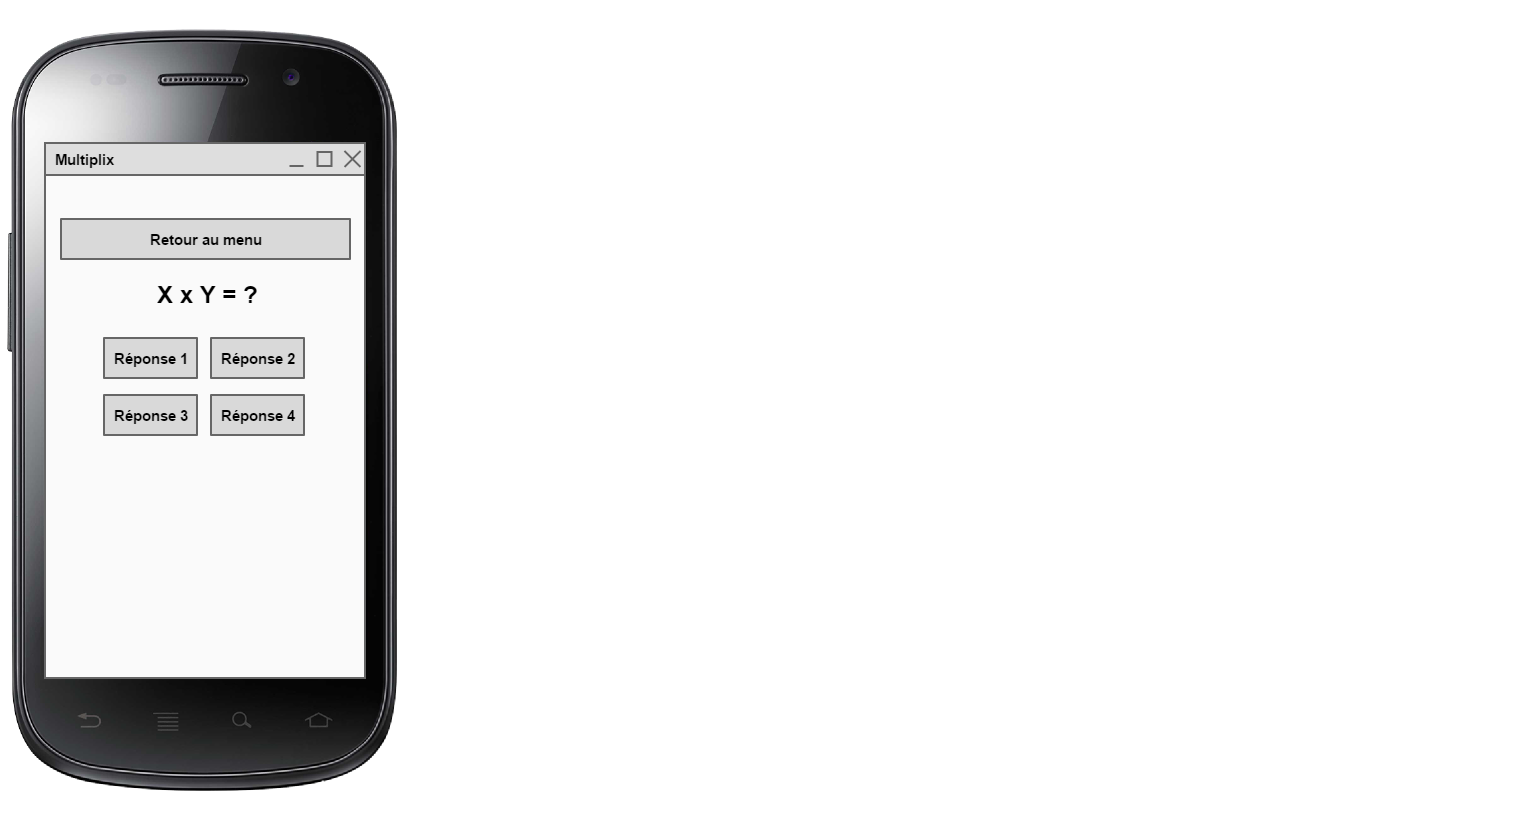 Multiplix
Retour au menu
X x Y = ?
Réponse 1 Réponse 2
Réponse 3 Réponse 4